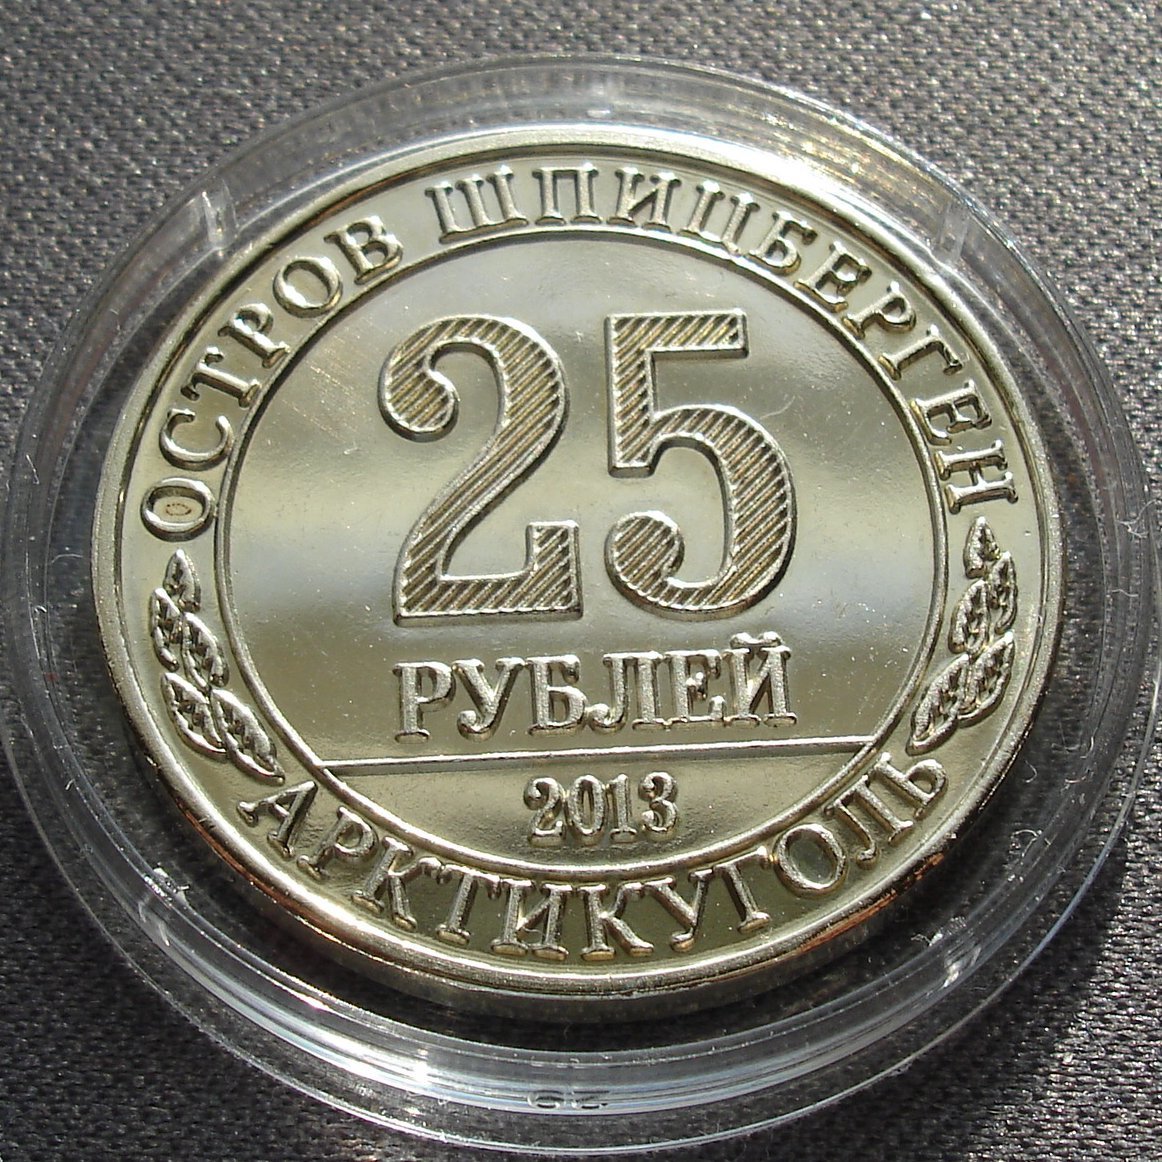 ОСТРОВ ШПИЦБЕРГЕН
25
РУБЛЕЙ
2013
АРКТИКУГОЛЬ